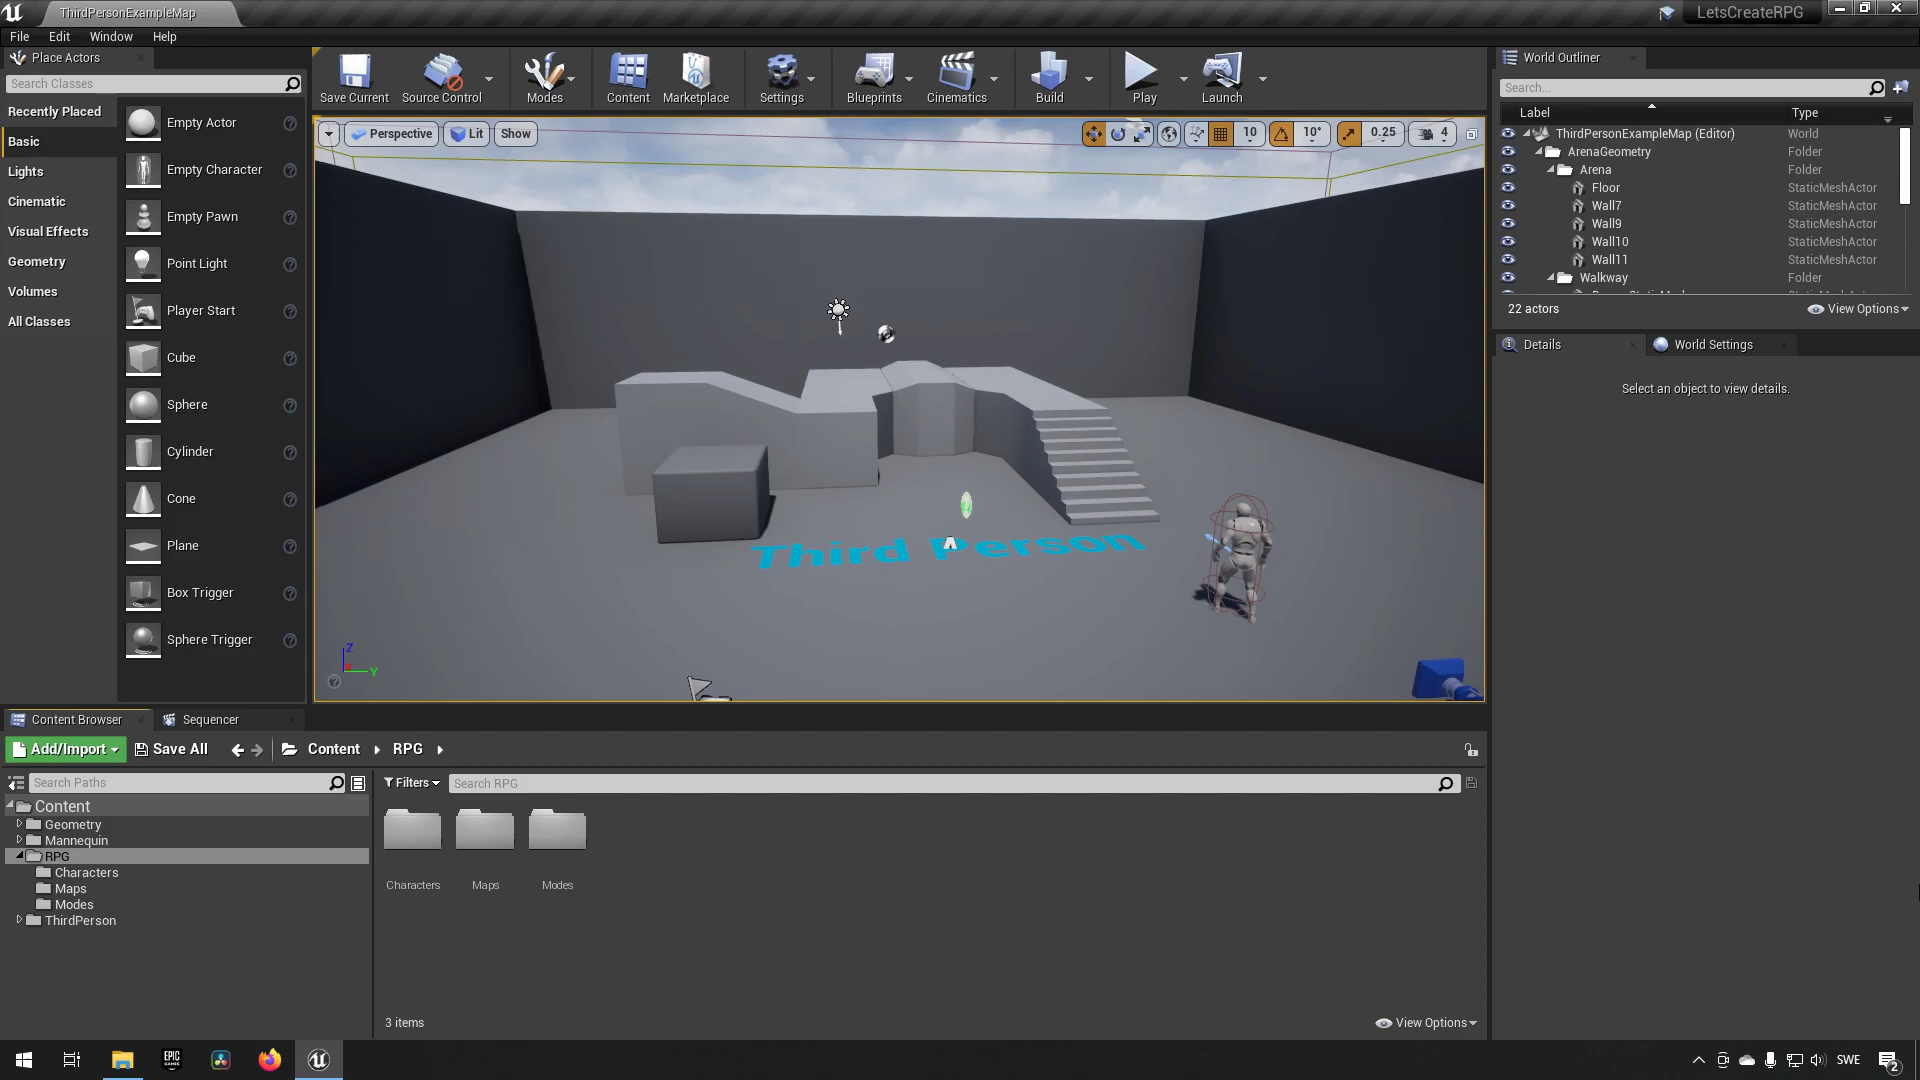 ThirdPersonExampleMap
LetsCreateRPG
File Edit Window Help
Place Actors
Search Classes
Recently Placed
Basic
Lights
Cinematic
Visual Effects
Geometry
Volumes
All Classes
Empty Actor
Empty Character
Empty Pawn
Point Light
Player Start
Cube
Sphere
Cylinder
Cone
Plane
Box Trigger
Sphere Trigger
Save Current
Source Control
Modes
Content
Marketplace
Settings
Blueprints
Cinematics
Build
Play
Launch
Perspective
Lit
Show
10
10°
0.25
4
Third Person
Z
Y
World Outliner
Search...
Label Type
ThirdPersonExampleMap (Editor) World
ArenaGeometry Folder
Arena Folder
Floor StaticMeshActor
Wall7 StaticMeshActor
Wall9 StaticMeshActor
Wall10 StaticMeshActor
Wall11 StaticMeshActor
Walkway Folder
22 actors
View Options
Details
World Settings
Select an object to view details.
Content Browser
Sequencer
Add/Import
Save All
Content
RPG
Search Paths
Content
Geometry
Mannequin
RPG
Characters
Maps
Modes
ThirdPerson
Filters
Search RPG
Characters
Maps
Modes
3 items
View Options
EPIC
GAMES
SWE
2